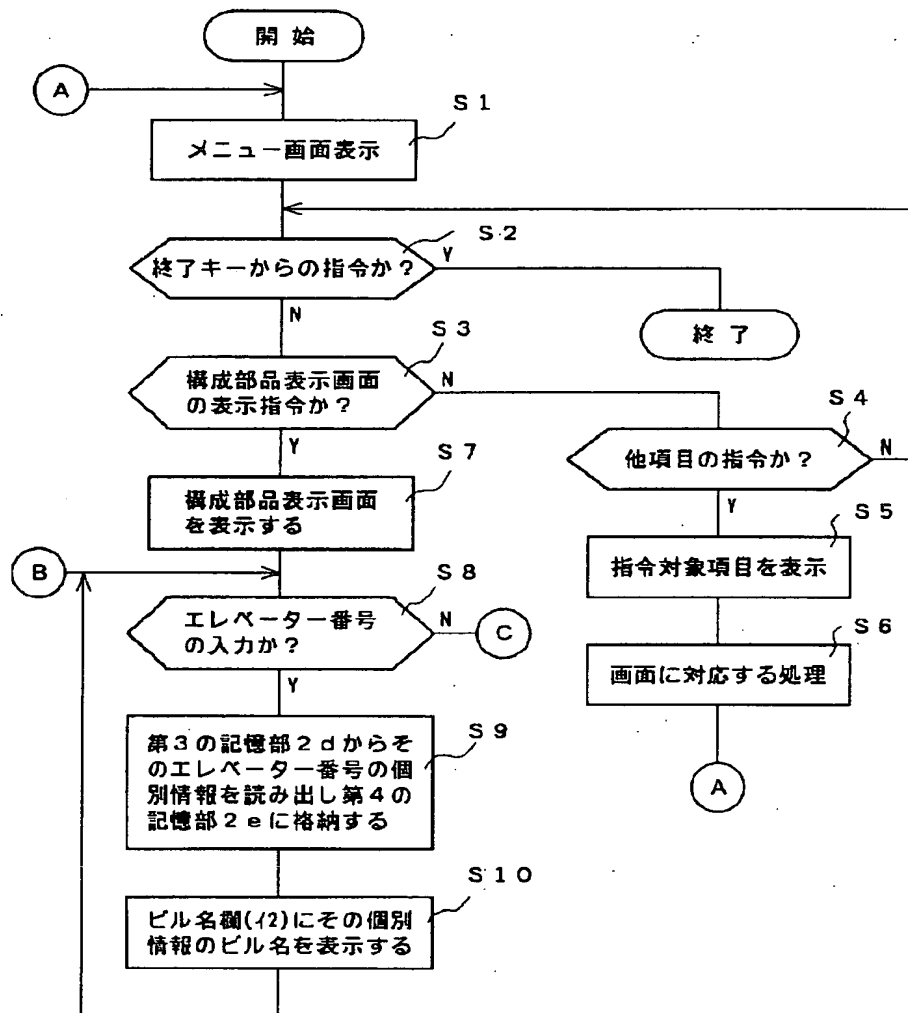 開 始
A
S1
メニュー画面表示
S2
終了キーからの指令か?
Y
N
終 了
S3
構成部品表示画面
の表示指令か?
N
Y
S4
他項目の指令か?
N
Y
S7
構成部品表示画面
を表示する
S5
指令対象項目を表示
B
S8
エレベーター番号
の入力か?
N
C
Y
S6
画面に対応する処理
A
S9
第3の記憶部2dからそ
のエレベーター番号の個
別情報を読み出し第4の
記憶部2eに格納する
S10
ビル名欄(イ2)にその個別
情報のビル名を表示する